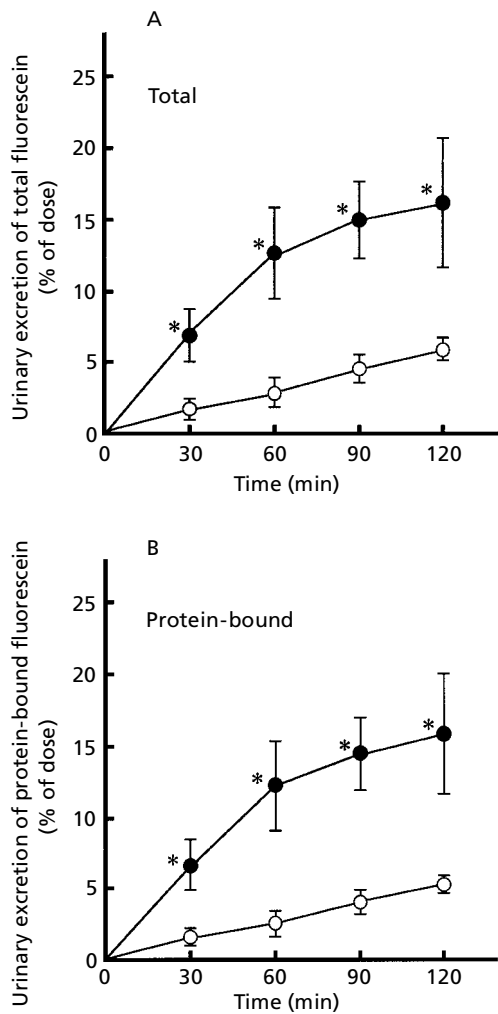 A
Total
Urinary excretion of total fluorescein
(% of dose)
25
20
15
10
5
0
*
*
*
*
0 30 60 90 120
Time (min)
B
Protein-bound
Urinary excretion of protein-bound fluorescein
(% of dose)
25
20
15
10
5
0
*
*
*
*
0 30 60 90 120
Time (min)